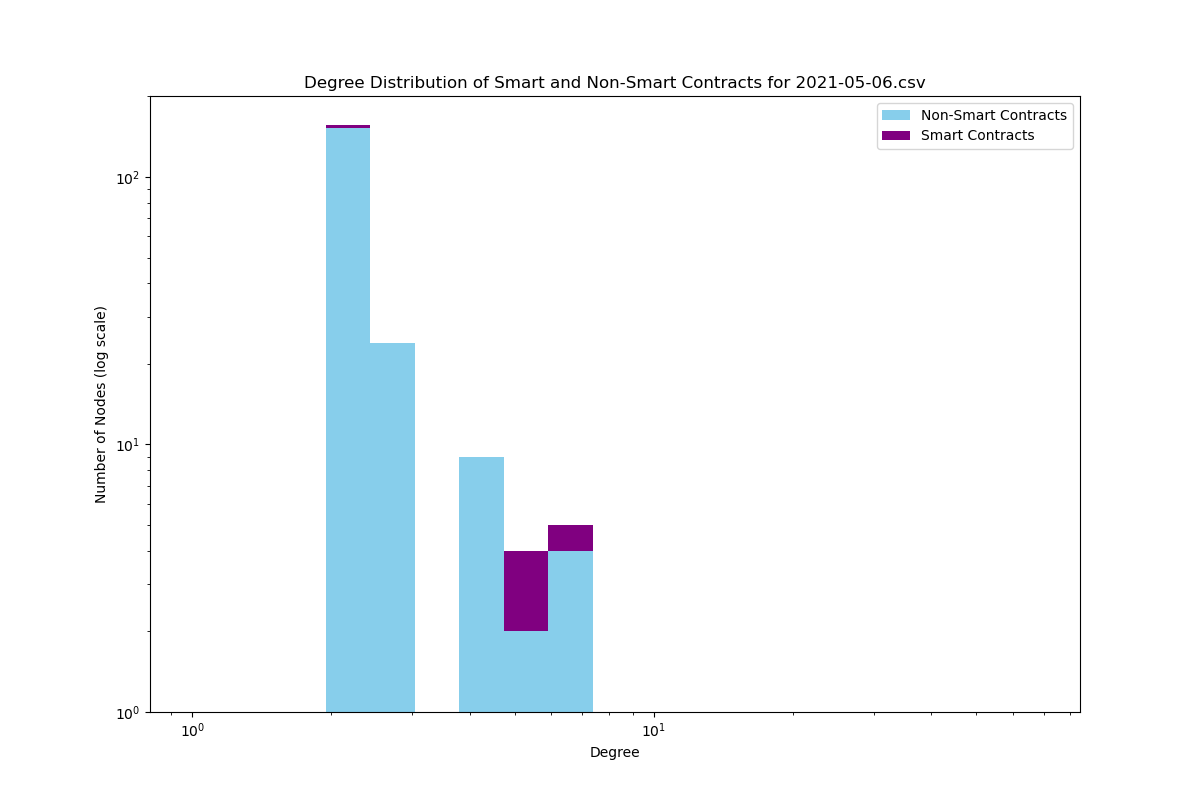 Degree Distribution of Smart and Non-Smart Contracts for 2021-05-06.csv
Non-Smart Contracts
Smart Contracts
Number of Nodes (log scale)
10²
10¹
10⁰
10⁰ 10¹
Degree